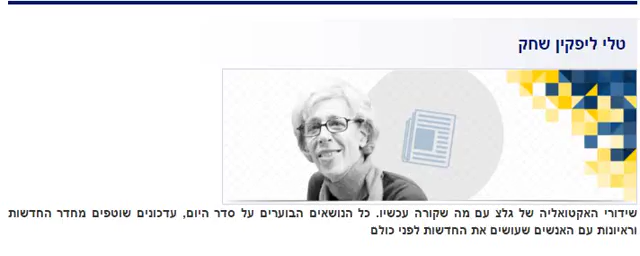 טלי ליפקין שחק
שידורי האקטואליה של גלצ עם מה שקורה עכשיו. כל הנושאים הבוערים על סדר היום, עדכונים שוטפים מחדר החדשות
וראיונות עם האנשים שעושים את החדשות לפני כולם